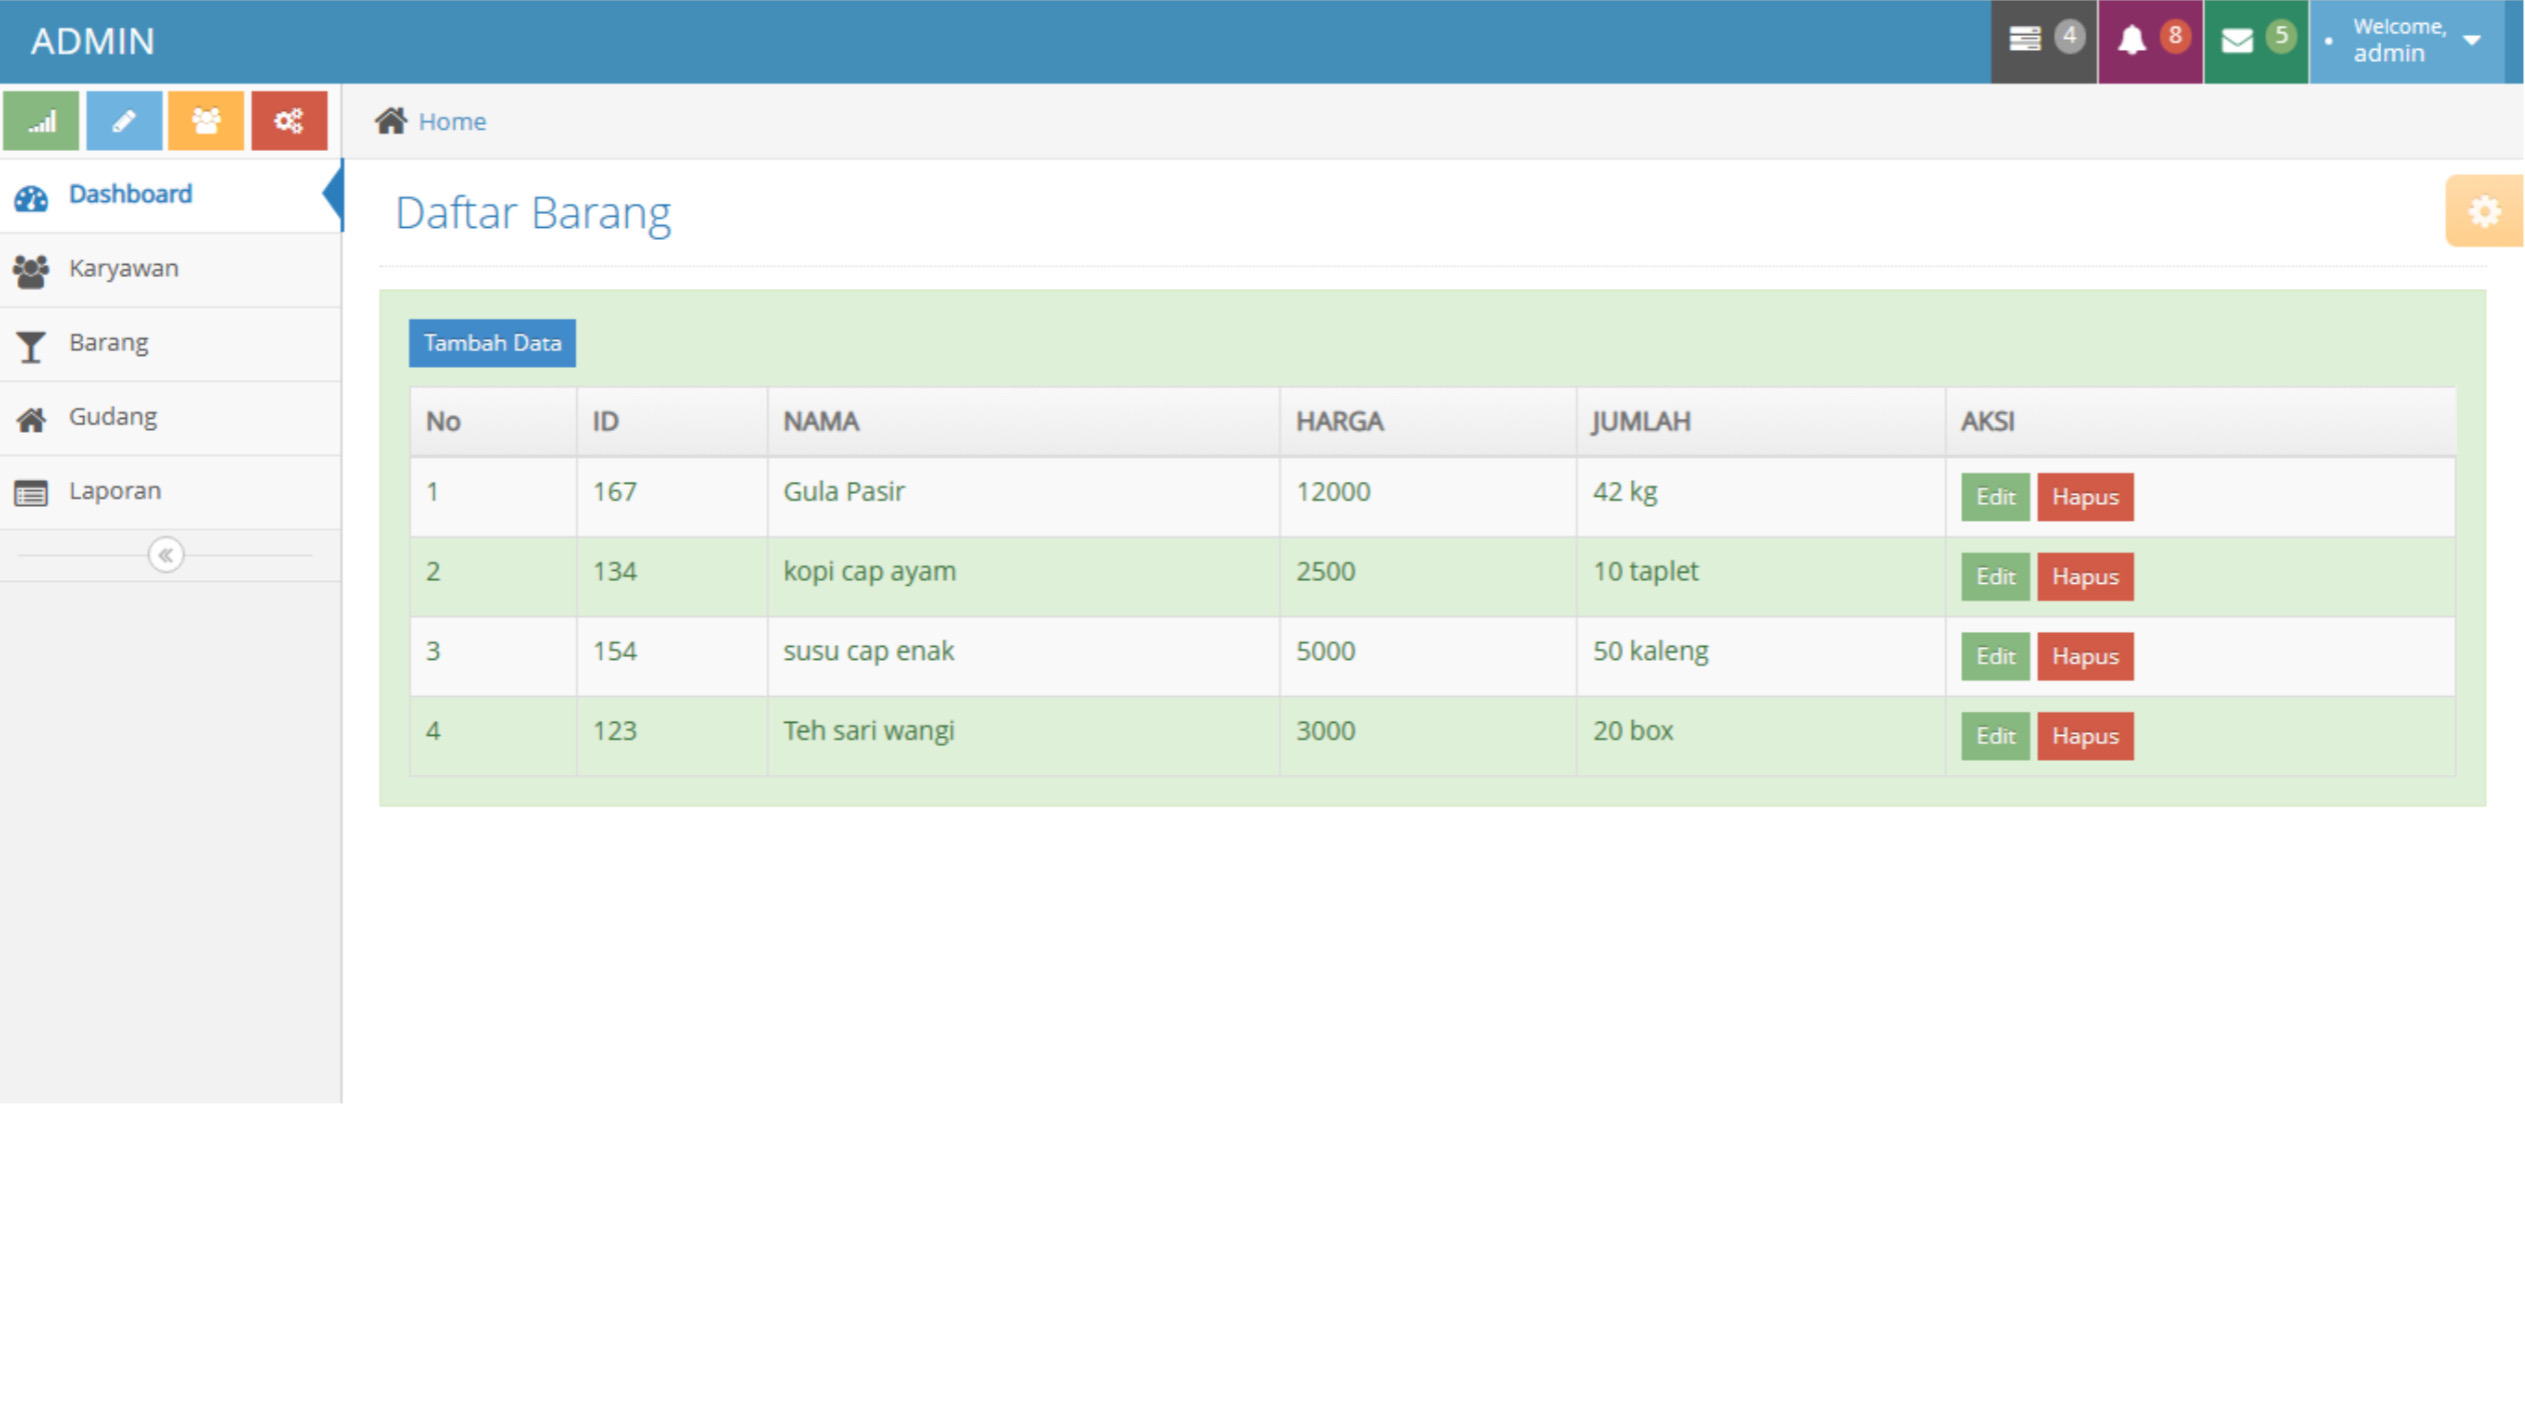 ADMIN
4
8
5
Welcome,
admin
Home
Dashboard
Karyawan
Barang
Gudang
Laporan
Daftar Barang
Tambah Data
No ID NAMA HARGA JUMLAH AKSI
1 167 Gula Pasir 12000 42 kg Edit Hapus
2 134 kopi cap ayam 2500 10 taplet Edit Hapus
3 154 susu cap enak 5000 50 kaleng Edit Hapus
4 123 Teh sari wangi 3000 20 box Edit Hapus